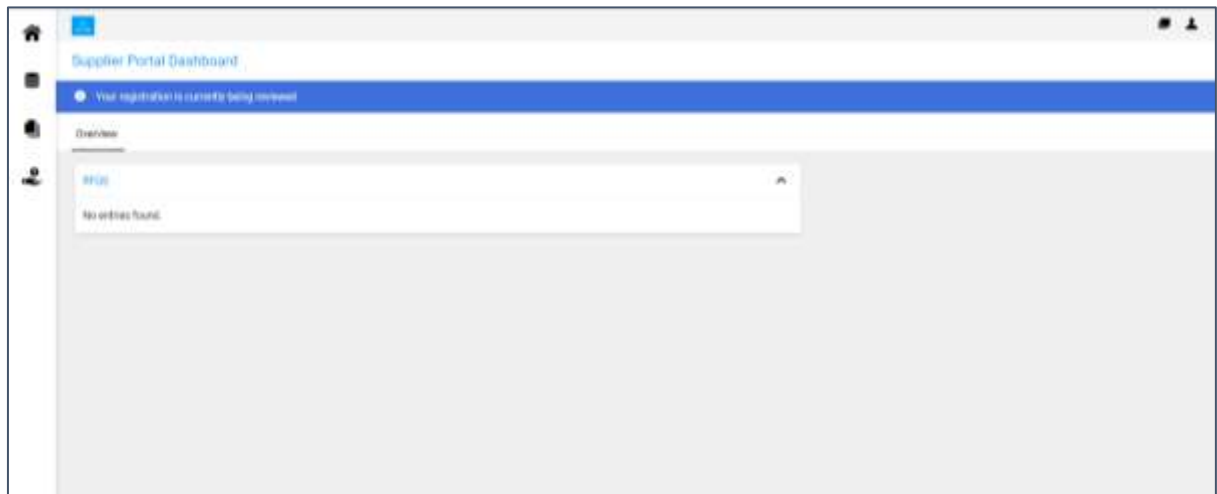 Supplier Portal Dashboard
Your registration is currently being reviewed
Overview
RFQs
No entries found.